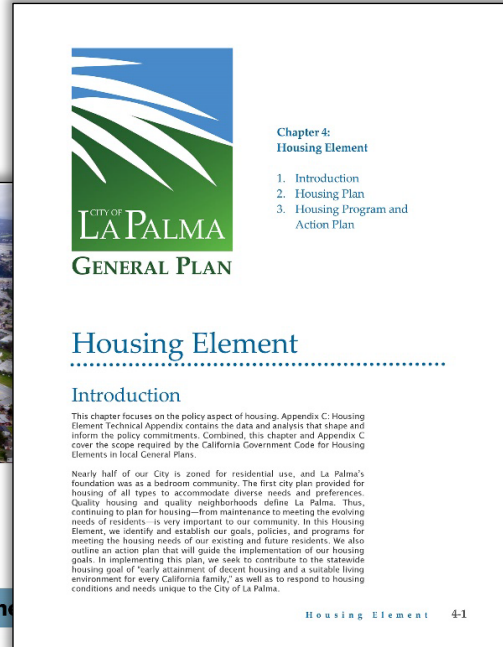 CITY OF
LA PALMA
GENERAL PLAN
Chapter 4:
Housing Element
1. Introduction
2. Housing Plan
3. Housing Program and
Action Plan
Housing Element
Introduction
This chapter focuses on the policy aspect of housing. Appendix C: Housing
Element Technical Appendix contains the data and analysis that shape and
inform the policy commitments. Combined, this chapter and Appendix C
cover the scope required by the California Government Code for Housing
Elements in local General Plans.
Nearly half of our City is zoned for residential use, and La Palma's
foundation was as a bedroom community. The first city plan provided for
housing of all types to accommodate diverse needs and preferences.
Quality housing and quality neighborhoods define La Palma. Thus,
continuing to plan for housing—from maintenance to meeting the evolving
needs of residents—is very important to our community. In this Housing
Element, we identify and establish our goals, policies, and programs for
meeting the housing needs of our existing and future residents. We also
outline an action plan that will guide the implementation of our housing
goals. In implementing this plan, we seek to contribute to the statewide
housing goal of "early attainment of decent housing and a suitable living
environment for every California family," as well as to respond to housing
conditions and needs unique to the City of La Palma.
Housing Element 4-1